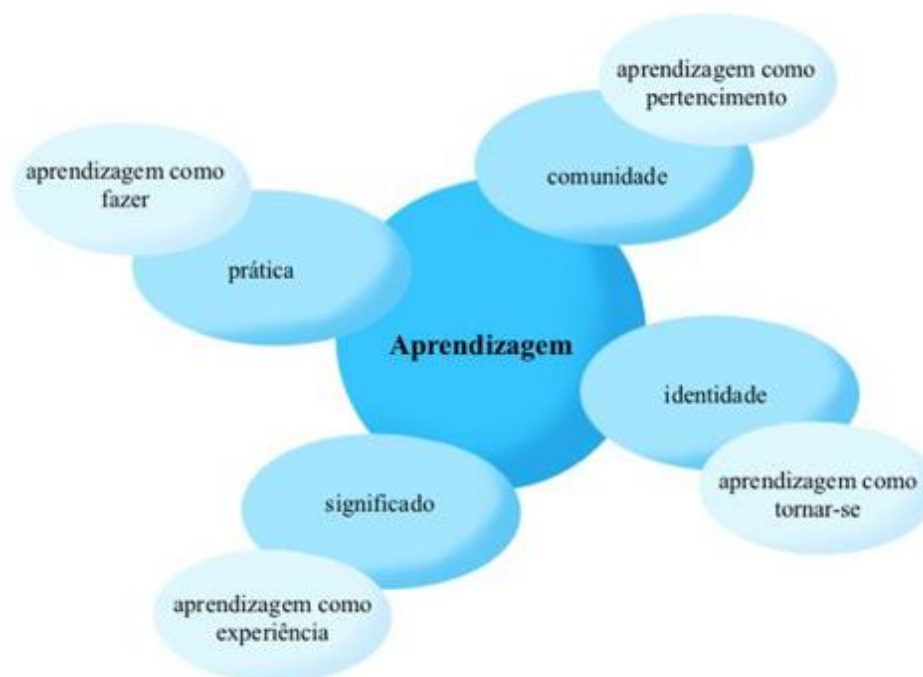 aprendizagem como
pertencimento
comunidade
aprendizagem como
fazer
prática
Aprendizagem
identidade
aprendizagem como
tornar-se
significado
aprendizagem como
experiência